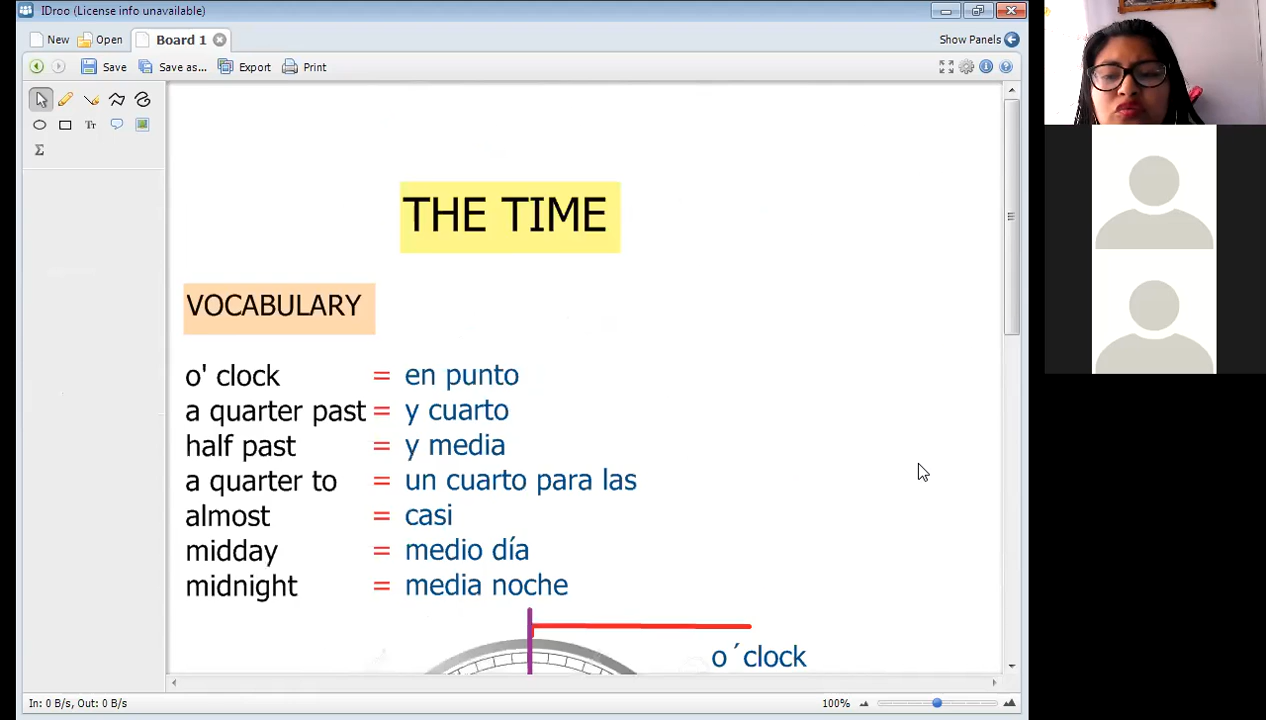 IDroo (License info unavailable)
New Open Board 1 Show Panels
Save Save as... Export Print
Tr
Σ
THE TIME
VOCABULARY
o' clock = en punto
a quarter past = y cuarto
half past = y media
a quarter to = un cuarto para las
almost = casi
midday = medio día
midnight = media noche
o´clock
In: 0 B/s, Out: 0 B/s 100%